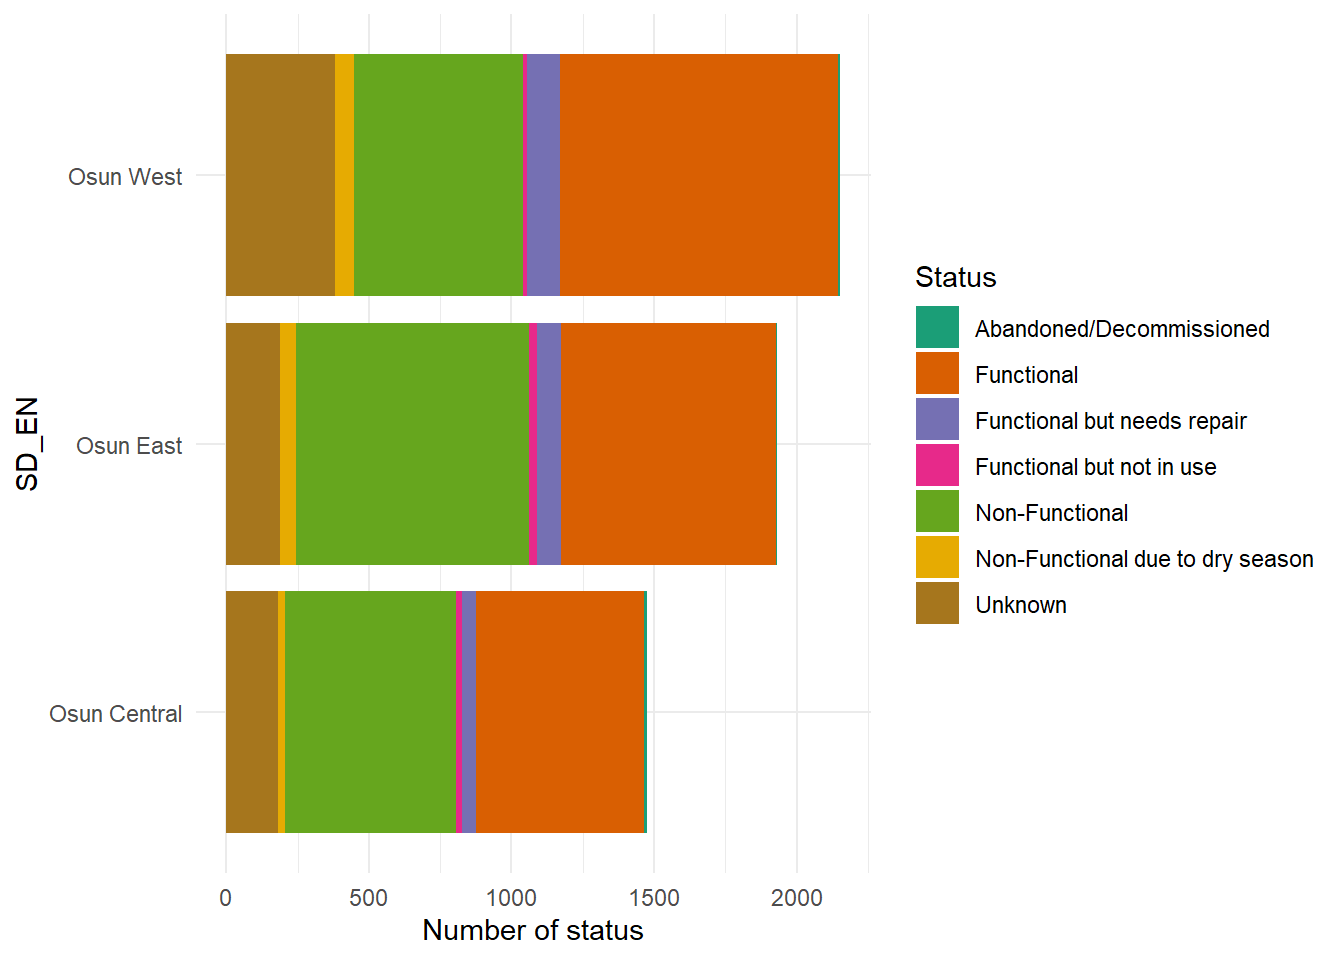 SD_EN
Osun West
Osun East
Osun Central
0 500 1000 1500 2000
Number of status
Status
Abandoned/Decommissioned
Functional
Functional but needs repair
Functional but not in use
Non-Functional
Non-Functional due to dry season
Unknown